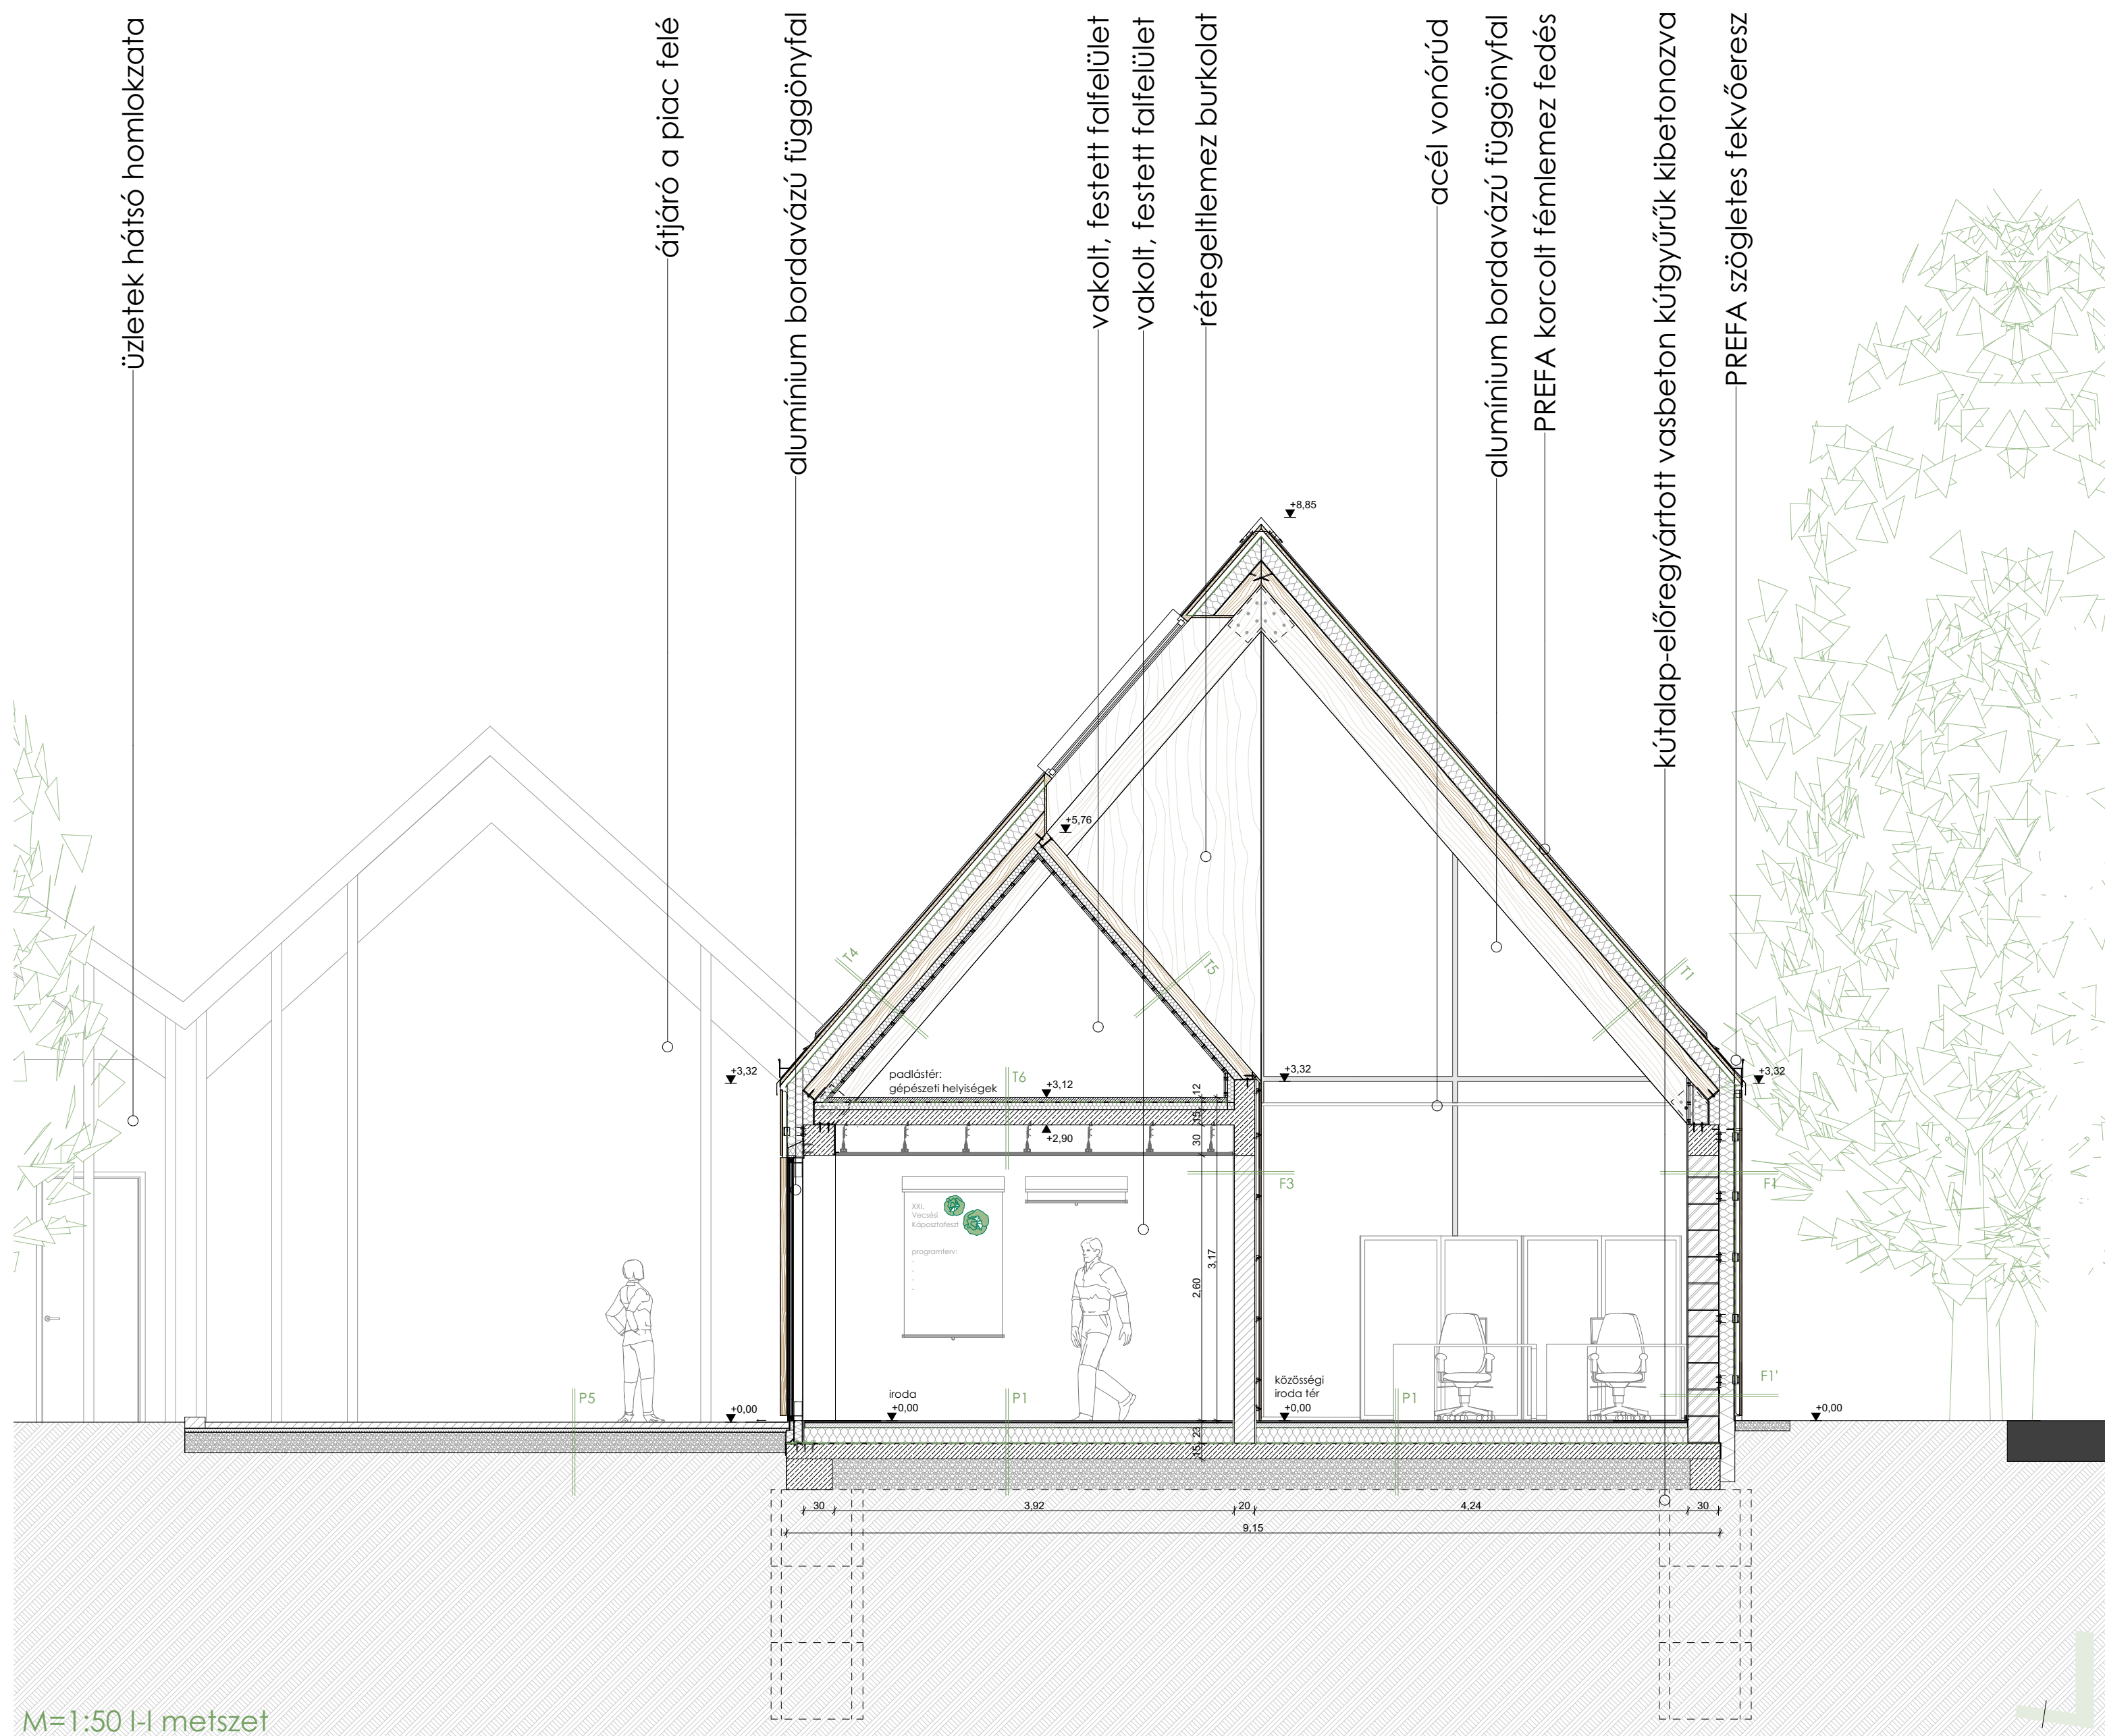 üzletek hátsó homlokzata
átjáró a piac felé
alumínium bordavázú függönyfal
vakolt, festett falfelület
vakolt, festett falfelület
rétegeltlemez burkolat
acél vonórúd
alumínium bordavázú függönyfal
PREFA korcolt fémlemez fedés
kútalap-előregyártott vasbeton kútgyűrűk kibetonozva
PREFA szögletes fekvőeresz
+8,85
+5,76
T4
T5
T1
+3,32
padlástér:
gépészeti helyiségek
T6
+3,12
+3,32
+3,32
12
15
+2,90
30
F3
F1
XXI.
Vecsési
Káposztafeszt
programterv:
.
.
.
.
3,17
2,60
F1'
P5
iroda
P1
közösségi
iroda tér
P1
+0,00
+0,00
+0,00
+0,00
23
15
30
3,92
20
4,24
30
9,15
M=1:50 I-I metszet